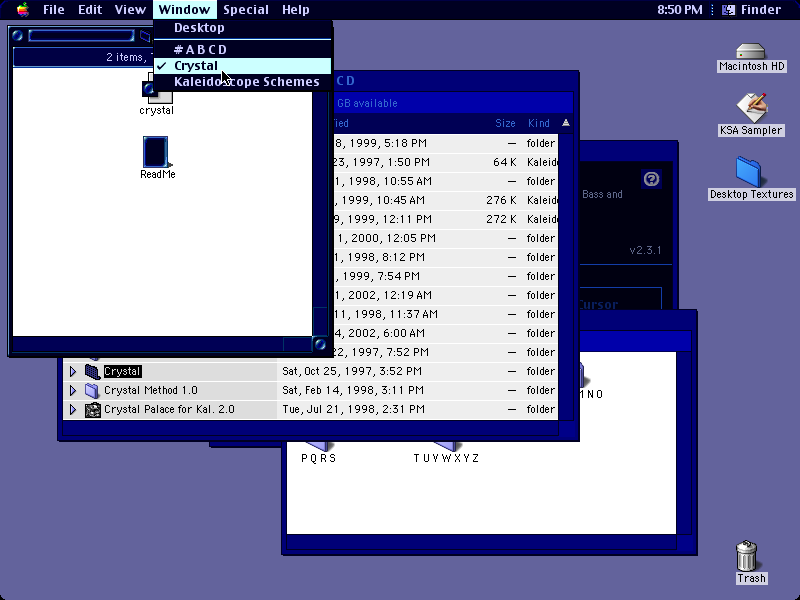 File Edit View Window Special Help 8:50 PM Finder
Desktop
#ABCD
✓ Crystal
Kaleidoscope Schemes
2 items,
crystal
ReadMe
CD
GB available
Size Kind
8, 1999, 5:18 PM — folder
23, 1997, 1:50 PM 64 K Kaleid
1, 1998, 10:55 AM — folder
, 1999, 10:45 AM 276 K Kaleid
9, 1999, 12:11 PM 272 K Kaleid
1, 2000, 12:05 PM — folder
, 1998, 8:12 PM — folder
, 1999, 7:54 PM — folder
1, 2002, 12:19 AM — folder
11, 1998, 11:37 AM — folder
4, 2002, 6:00 AM — folder
22, 1997, 7:52 PM — folder
Crystal Sat, Oct 25, 1997, 3:52 PM — folder
Crystal Method 1.0 Sat, Feb 14, 1998, 3:11 PM — folder
Crystal Palace for Kal. 2.0 Tue, Jul 21, 1998, 2:31 PM — folder
Bass and
v2.3.1
Cursor
MNO
PQRS
TUVWXYZ
Macintosh HD
KSA Sampler
Desktop Textures
Trash